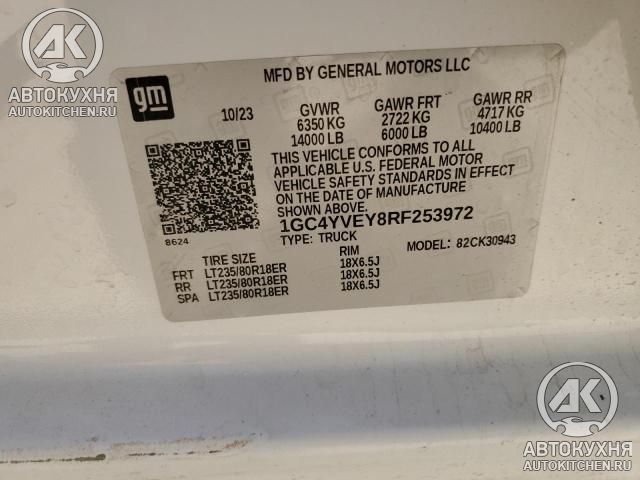 АВТОКУХНЯ
AUTOKITCHEN.RU
АВТОКУХНЯ
AUTOKITCHEN.RU
gm
MFD BY GENERAL MOTORS LLC
10/23 GVWR GAWR FRT GAWR RR
6350 KG 2722 KG 4717 KG
14000 LB 6000 LB 10400 LB
THIS VEHICLE CONFORMS TO ALL
APPLICABLE U.S. FEDERAL MOTOR
VEHICLE SAFETY STANDARDS IN EFFECT
ON THE DATE OF MANUFACTURE
SHOWN ABOVE.
1GC4YVEY8RF253972
8624
TYPE: TRUCK MODEL: 82CK30943
TIRE SIZE RIM
FRT LT235/80R18ER 18X6.5J
RR LT235/80R18ER 18X6.5J
SPA LT235/80R18ER 18X6.5J
АК
АВТОКУХНЯ
AUTOKITCHEN.RU